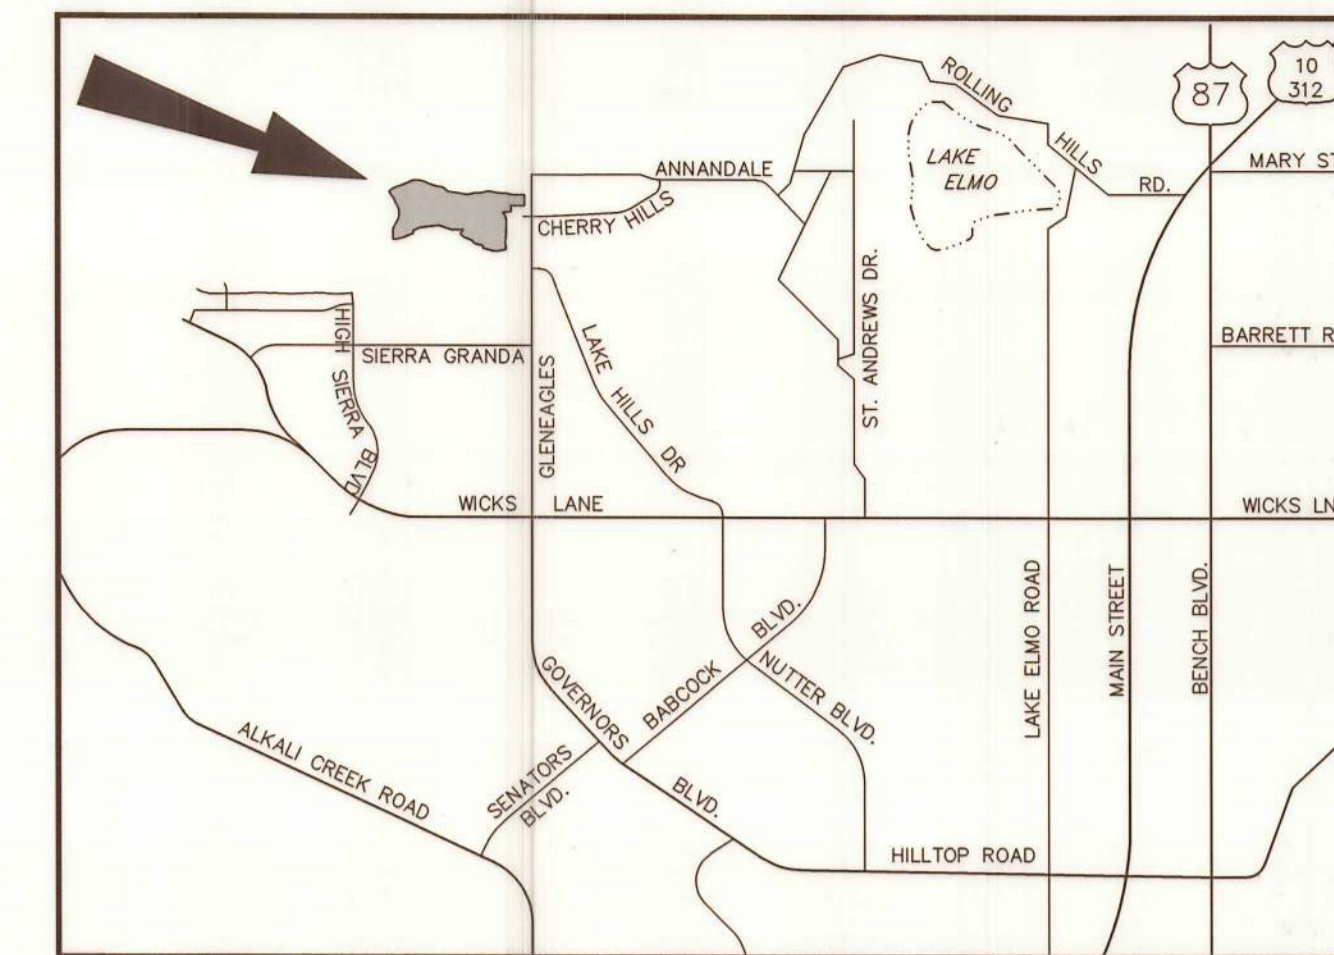 ROLLING
HILLS
RD.
87
10
312
MARY ST
LAKE
ELMO
ANNANDALE
CHERRY HILLS
HIGH SIERRA BLVD
SIERRA GRANDA
GLENEAGLES
LAKE HILLS DR
ST. ANDREWS DR.
BARRETT R
WICKS LANE
WICKS LN
LAKE ELMO ROAD
MAIN STREET
BENCH BLVD.
GOVERNORS
BLVD.
BABCOCK
BLVD.
NUTTER BLVD.
SENATORS
BLVD.
ALKALI CREEK ROAD
HILLTOP ROAD